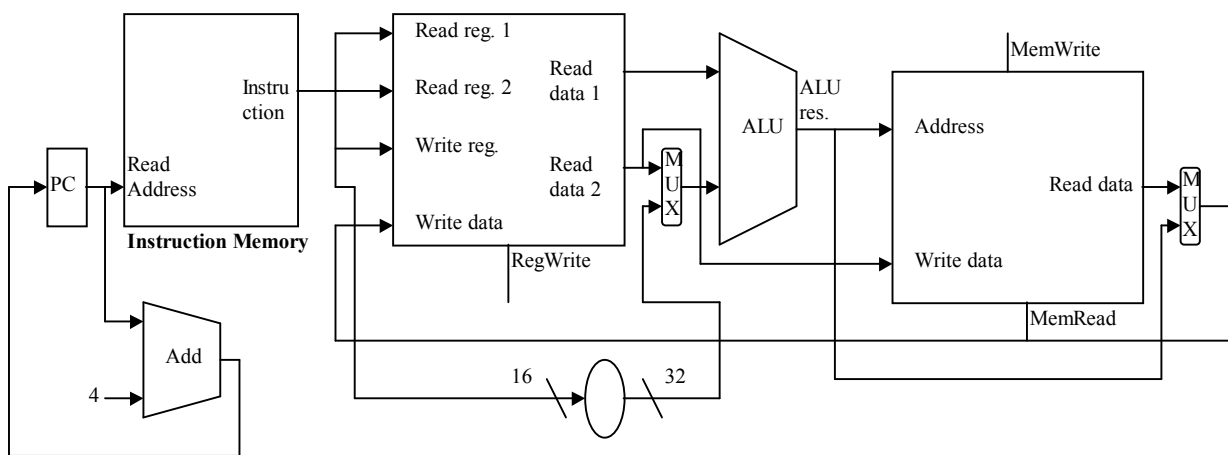 Instru
ction
Read
Address
Instruction Memory
PC
Add
4
Read reg. 1
Read reg. 2
Write reg.
Write data
Read
data 1
Read
data 2
RegWrite
16
32
M
U
X
ALU
ALU
res.
MemWrite
Address
Read data
Write data
MemRead
M
U
X